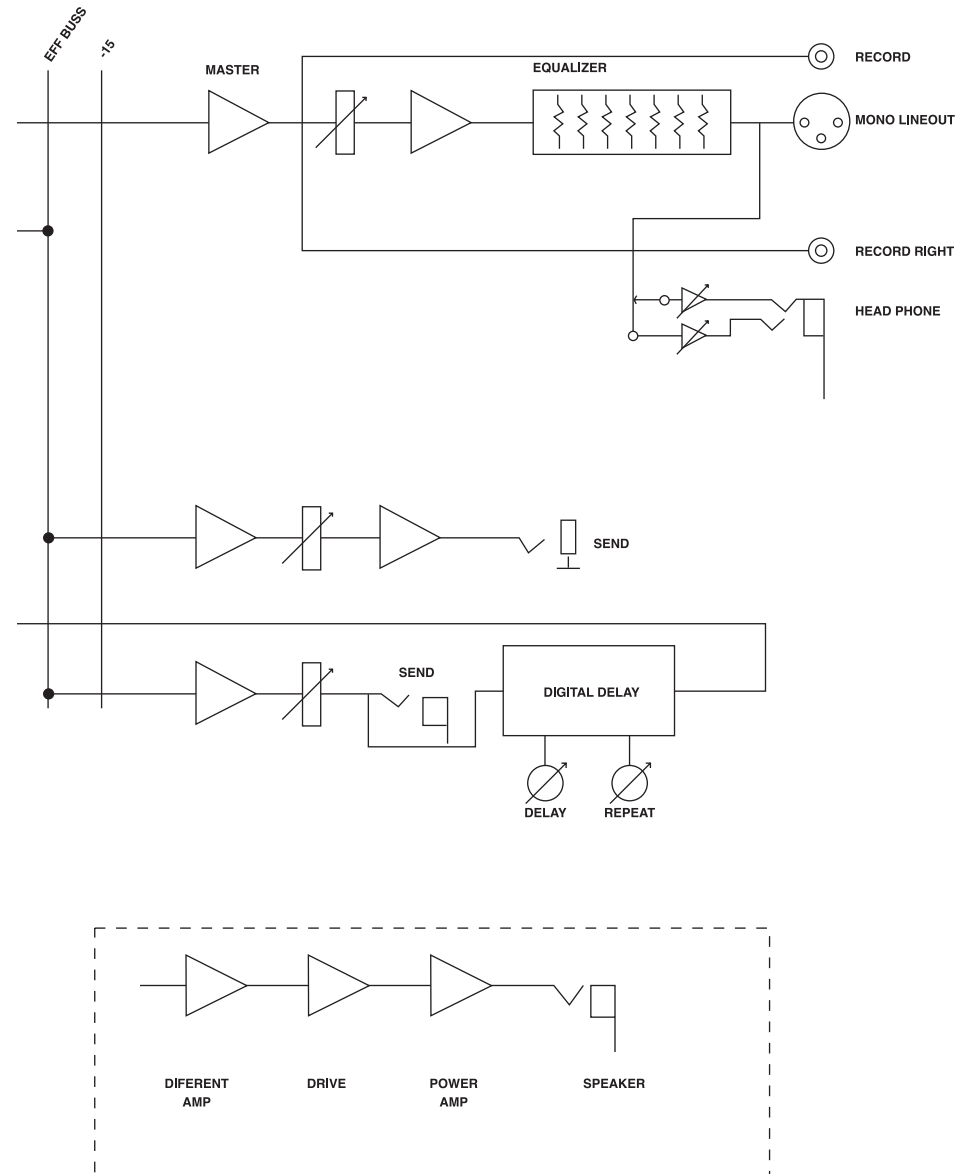 EFF BUSS
-15
MASTER
EQUALIZER
RECORD
MONO LINEOUT
RECORD RIGHT
HEAD PHONE
SEND
SEND
DIGITAL DELAY
DELAY
REPEAT
DIFERENT
AMP
DRIVE
POWER
AMP
SPEAKER